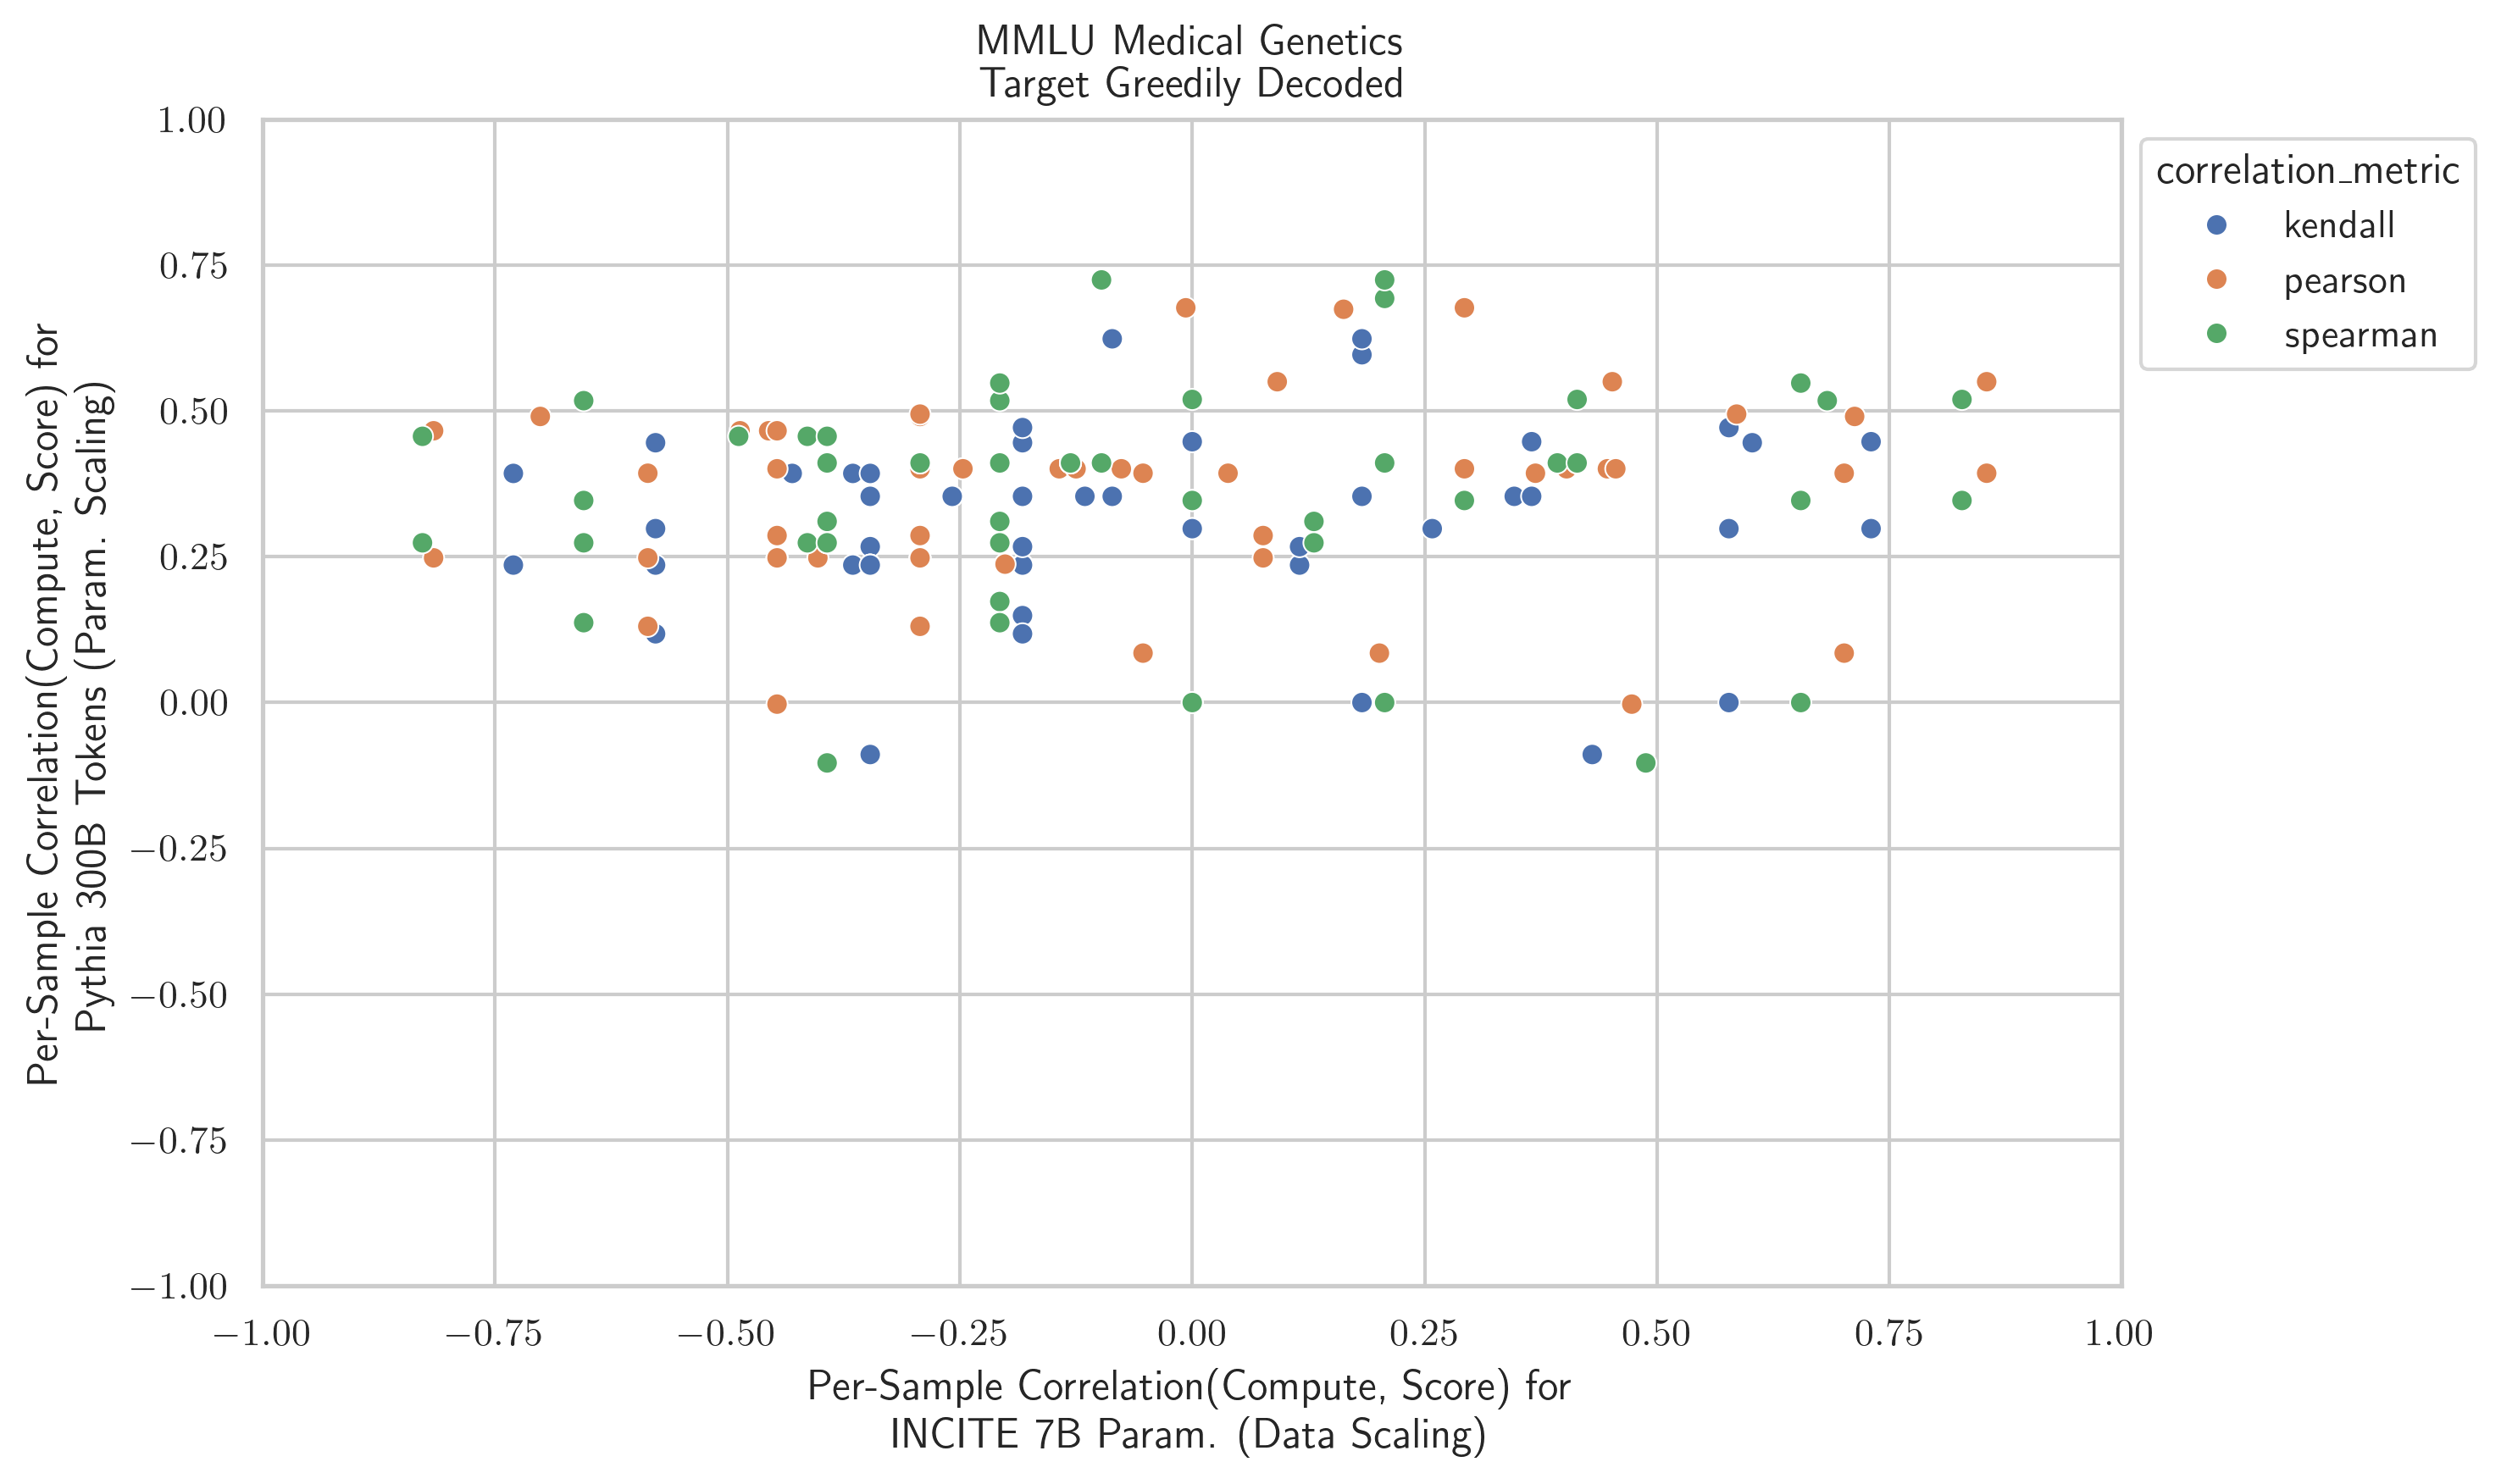 MMLU Medical Genetics
Target Greedily Decoded
Per-Sample Correlation(Compute, Score) for
Pythia 300B Tokens (Param. Scaling)
1.00
0.75
0.50
0.25
0.00
−0.25
−0.50
−0.75
−1.00
−1.00 −0.75 −0.50 −0.25 0.00 0.25 0.50 0.75 1.00
Per-Sample Correlation(Compute, Score) for
INCITE 7B Param. (Data Scaling)
correlation_metric
kendall
pearson
spearman